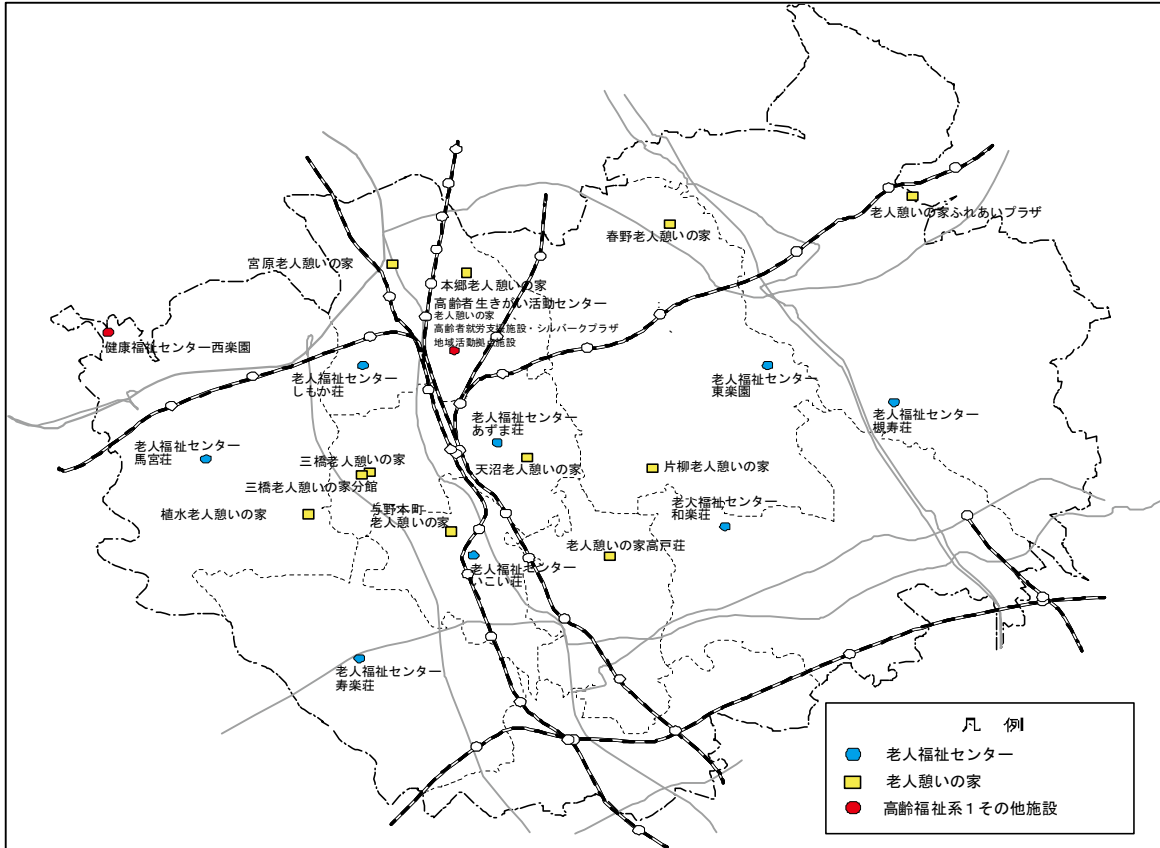 老人憩いの家ふれあいプラザ
春野老人憩いの家
宮原老人憩いの家
本郷老人憩いの家
高齢者生きがい活動センター
老人憩いの家
高齢者就労支援施設・シルバーワークプラザ
地域活動拠点施設
健康福祉センター西楽園
老人福祉センター
しもか荘
老人福祉センター
東楽園
老人福祉センター
槻寿荘
老人福祉センター
あずま荘
老人福祉センター
馬宮荘
三橋老人憩いの家
天沼老人憩いの家
片柳老人憩いの家
三橋老人憩いの家分館
植水老人憩いの家
与野本町
老人憩いの家
老人福祉センター
和楽荘
老人憩いの家高戸荘
老人福祉センター
いこい荘
老人福祉センター
寿楽荘
凡 例
老人福祉センター
老人憩いの家
高齢福祉系1その他施設